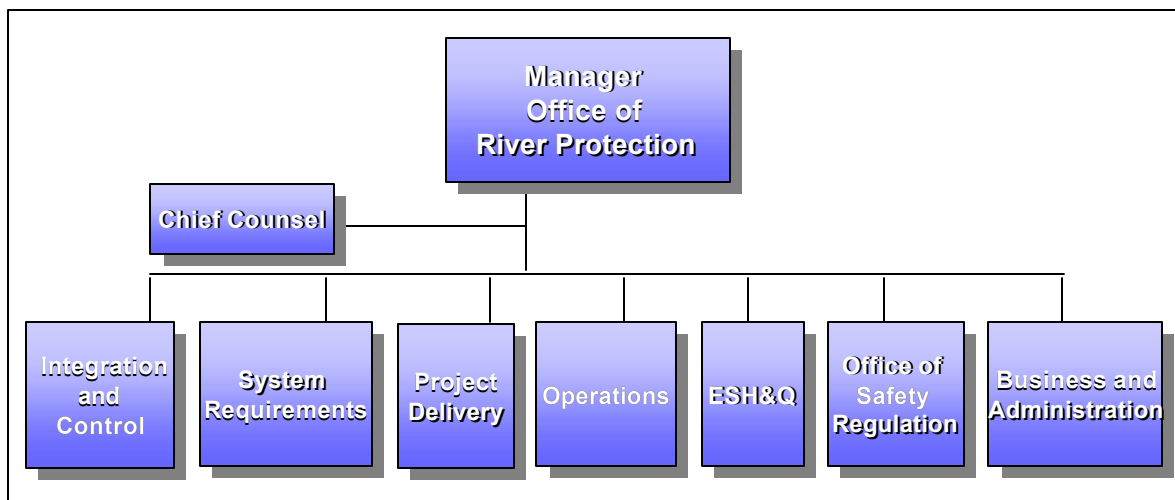 Manager
Office of
River Protection
Chief Counsel
Integration
and
Control
System
Requirements
Project
Delivery
Operations
ESH&Q
Office of
Safety
Regulation
Business and
Administration